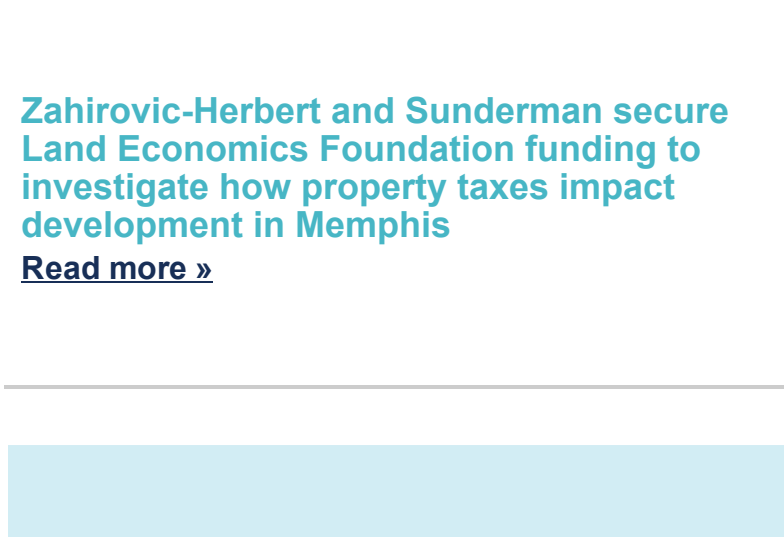 Zahirovic-Herbert and Sunderman secure
Land Economics Foundation funding to
investigate how property taxes impact
development in Memphis
Read more »